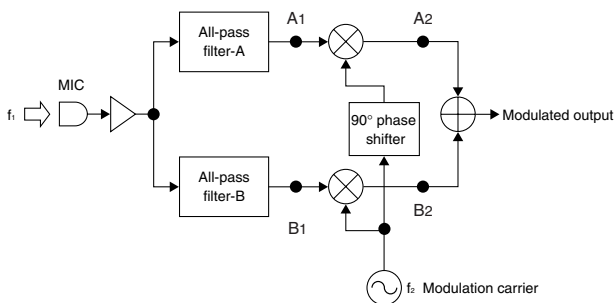 A1
A2
All-pass
filter-A
MIC
f1
90° phase
shifter
Modulated output
All-pass
filter-B
B1
B2
f2 Modulation carrier